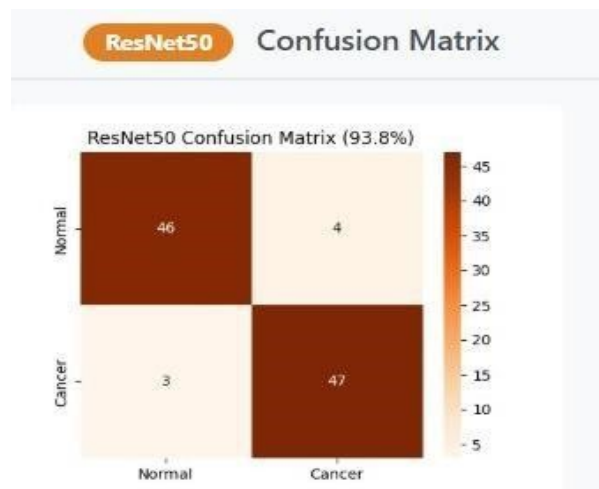 ResNet50 Confusion Matrix
ResNet50 Confusion Matrix (93.8%)
Normal
46
4
Cancer
3
47
Normal
Cancer
45
40
35
30
25
20
15
10
5